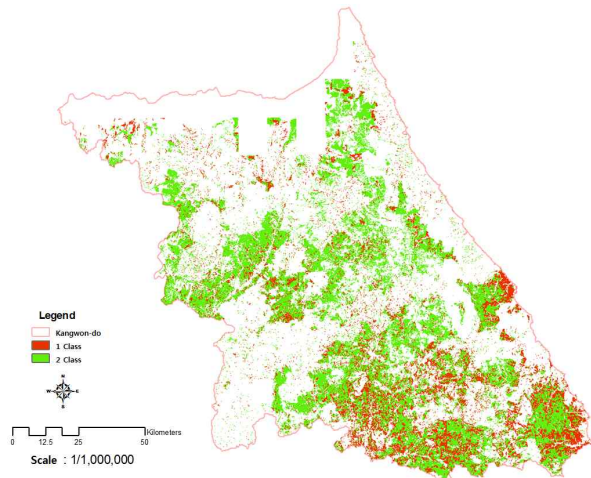 Legend
Kangwon-do
1 Class
2 Class
N
W E
S
Kilometers
0 12.5 25 50
Scale : 1/1,000,000